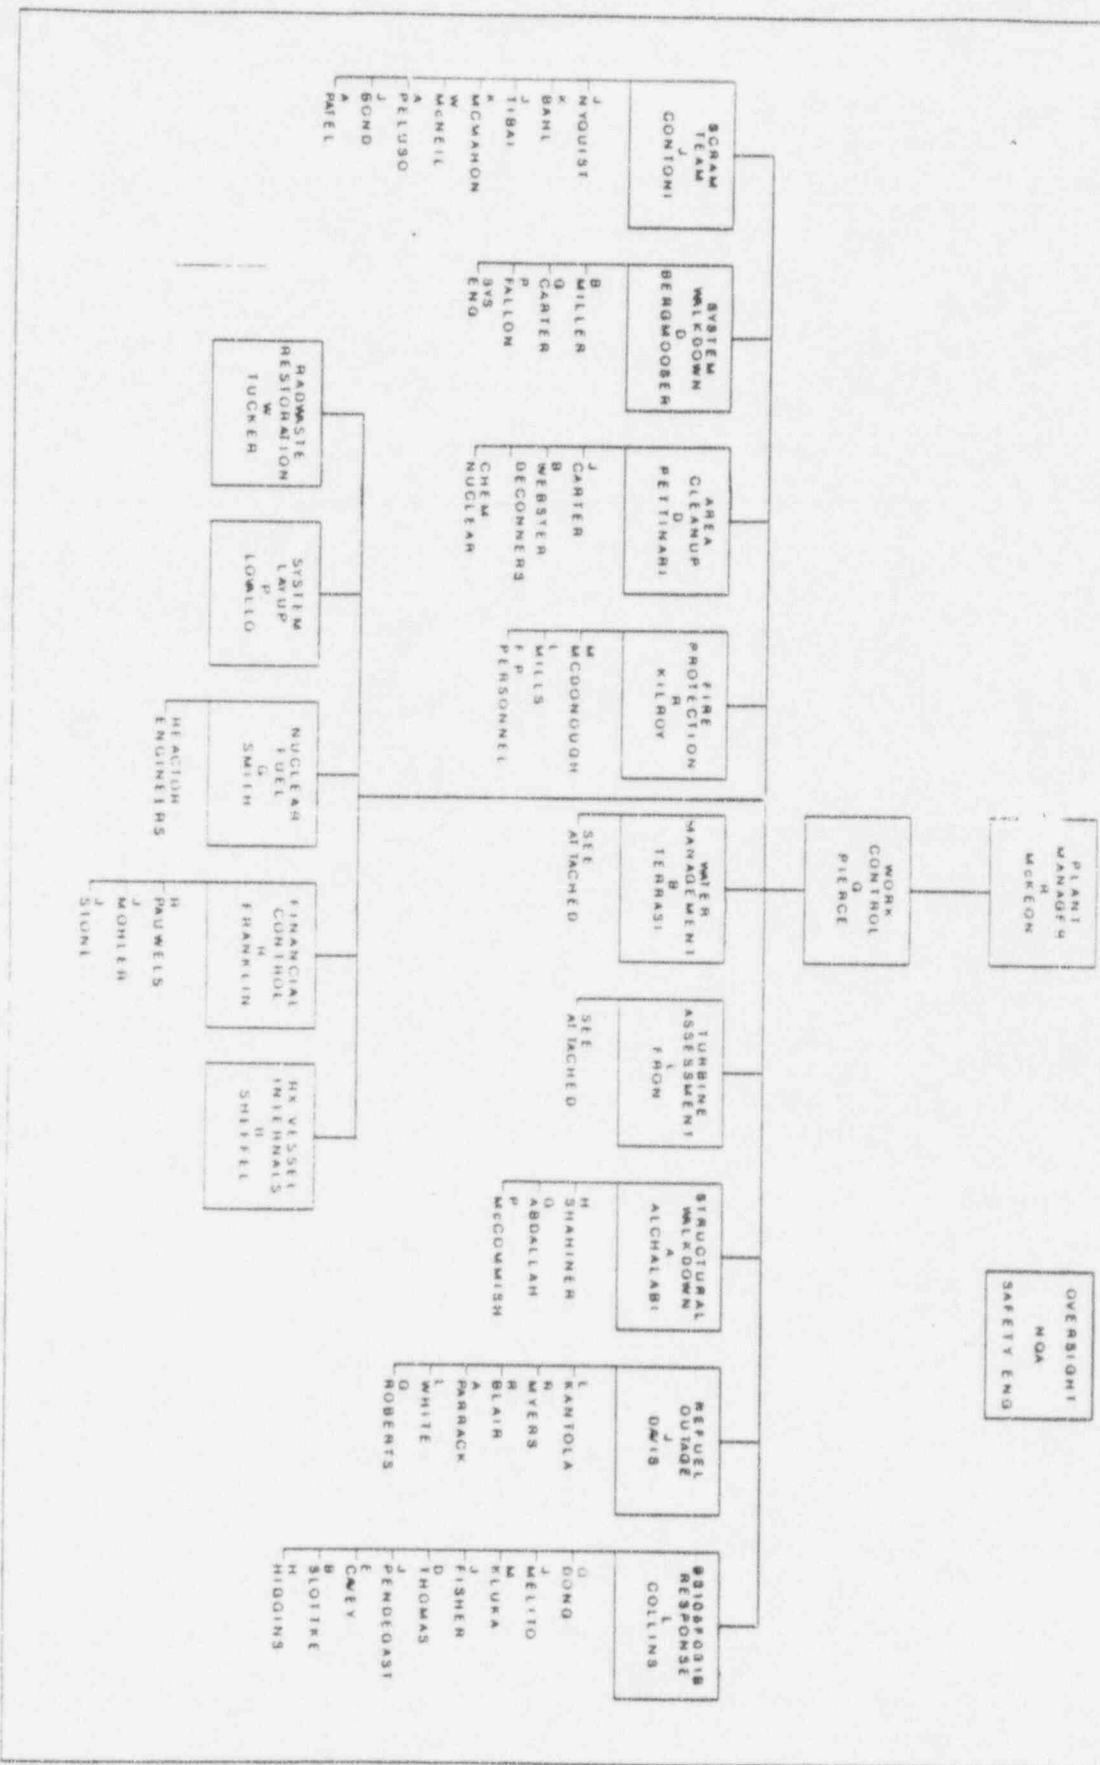 PLANT
MANAGER
R
McKEON
OVERSIGHT
NQA
SAFETY ENG
WORK
CONTROL
G
PIERCE
SCRAM
TEAM
J
CONTONI
J
NYQUIST
K
BAHL
J
TIBAI
K
MCMAHON
W
McNEIL
A
PELUSO
J
BOND
A
PATEL
SYSTEM
WALKDOWN
D
BERGMOOSER
B
MILLER
G
CARTER
P
FALLON
SYS
ENG
AREA
CLEANUP
D
PETTINARI
J
CARTER
B
WEBSTER
DECONNERS
CHEM
NUCLEAR
FIRE
PROTECTION
R
KILROY
M
MCDONOUGH
L
MILLS
F P
PERSONNEL
WATER
MANAGEMENT
B
TERRASI
SEE
ATTACHED
TURBINE
ASSESSMENT
L
FRON
SEE
ATTACHED
STRUCTURAL
WALKDOWN
A
ALCHALABI
H
SHAHINER
G
ABDALLAH
P
McCOMMISH
REFUEL
OUTAGE
J
DAVIS
L
KANTOLA
R
MYERS
R
BLAIR
A
PARRACK
L
WHITE
G
ROBERTS
RESPONSE
L
COLLINS
DONG
J
MELITO
M
KLUKA
J
FISHER
D
THOMAS
J
PENDEGAST
E
CAVEY
B
SLOTTKE
H
HIGGINS
RADWASTE
RESTORATION
W
TUCKER
SYSTEM
LAYUP
P
LOVALLO
NUCLEAR
FUEL
G
SMITH
REACTOR
ENGINEERS
FINANCIAL
CONTROL
FRANKLIN
PAUWELS
J
MOHLER
J
STONE
RX VESSEL
INTERNALS
SHEFFEL